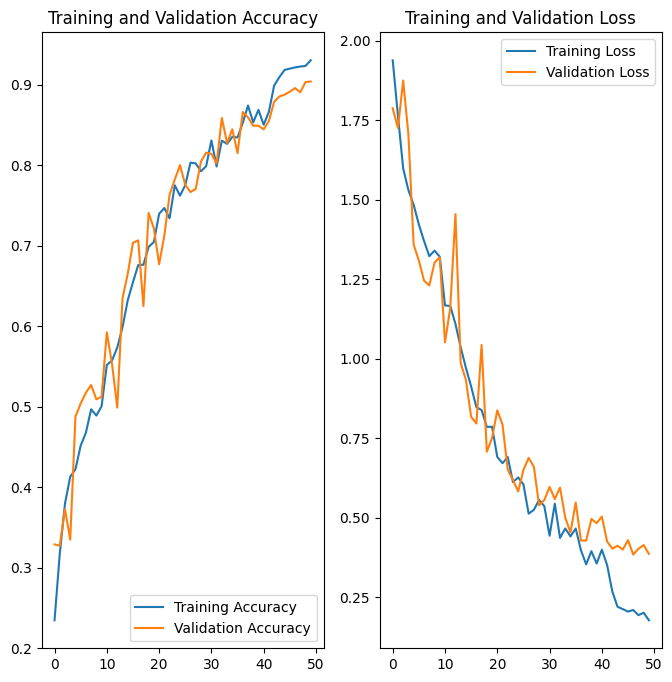 Training and Validation Accuracy
0.9
0.8
0.7
0.6
0.5
0.4
0.3
0.2
0 10 20 30 40 50
Training Accuracy
Validation Accuracy
Training and Validation Loss
2.00
1.75
1.50
1.25
1.00
0.75
0.50
0.25
0 10 20 30 40 50
Training Loss
Validation Loss